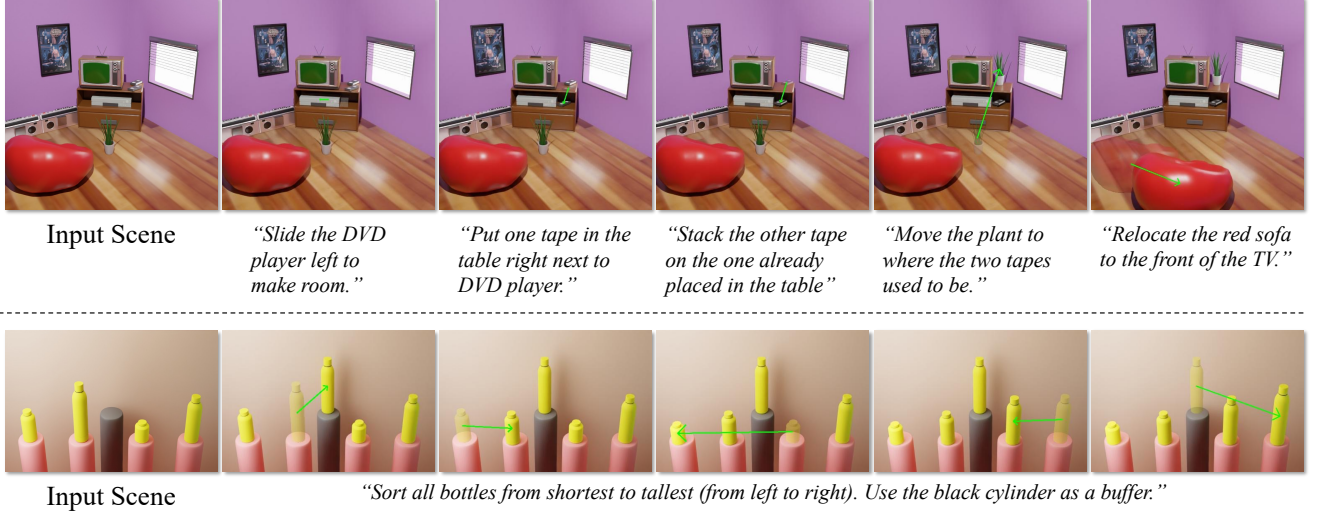 Input Scene
“Slide the DVD
player left to
make room.”
“Put one tape in the
table right next to
DVD player.”
“Stack the other tape
on the one already
placed in the table”
“Move the plant to
where the two tapes
used to be.”
“Relocate the red sofa
to the front of the TV.”
Input Scene
“Sort all bottles from shortest to tallest (from left to right). Use the black cylinder as a buffer.”